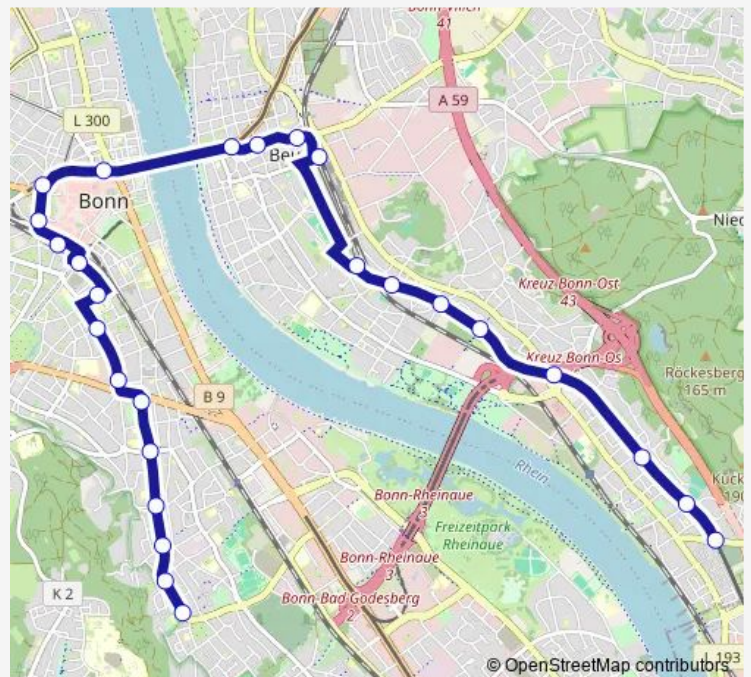 41
A 59
L 300
Beu
Bonn
Nied
Kreuz Bonn-Ost
43
Kreuz Bonn-Os
Röckesberg
165 m
B 9
Rhein
Bonn-Rheinaue
3
Freizeitpark
Rheinaue
Bonn-Rheinaue
3
K 2
Bonn-Bad Godesberg
2
L 193
© OpenStreetMap contributors